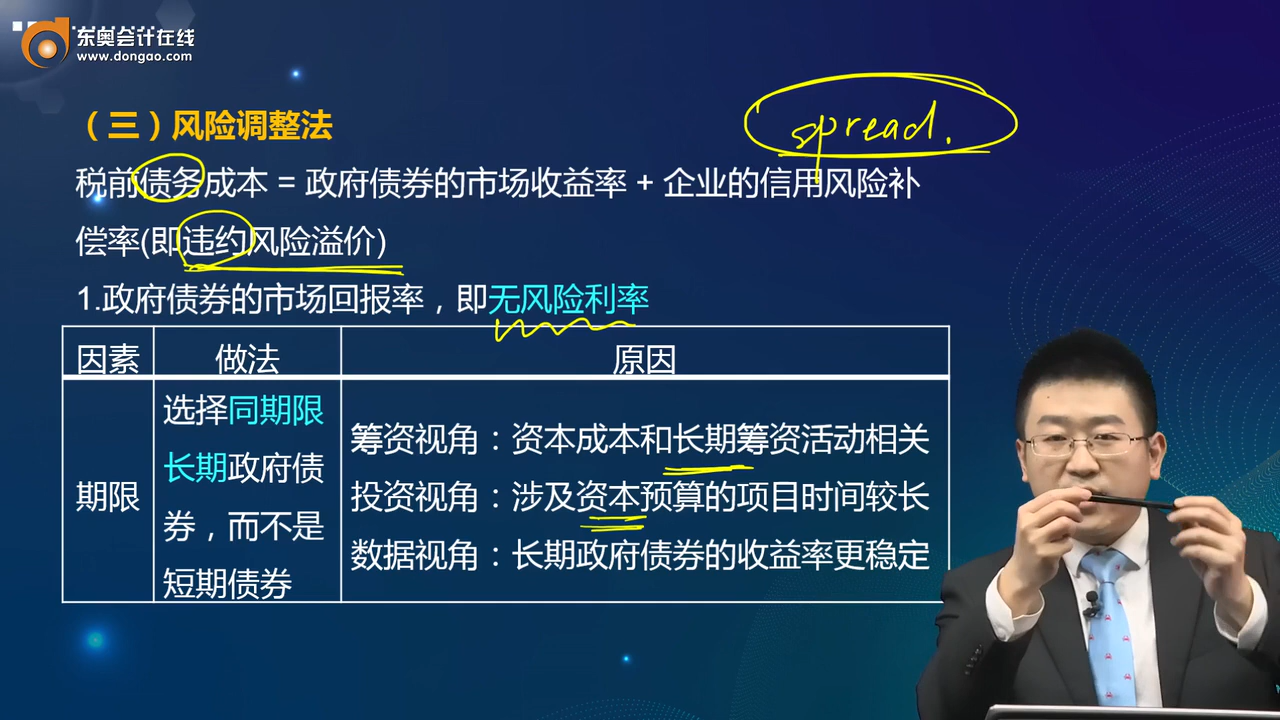 东奥会计在线
www.dongao.com
（三）风险调整法
spread.
税前债务成本 = 政府债券的市场收益率 + 企业的信用风险补
偿率(即违约风险溢价)
1.政府债券的市场回报率，即无风险利率
因素 做法 原因
期限
选择同期限
长期政府债
券，而不是
短期债券
筹资视角：资本成本和长期筹资活动相关
投资视角：涉及资本预算的项目时间较长
数据视角：长期政府债券的收益率更稳定